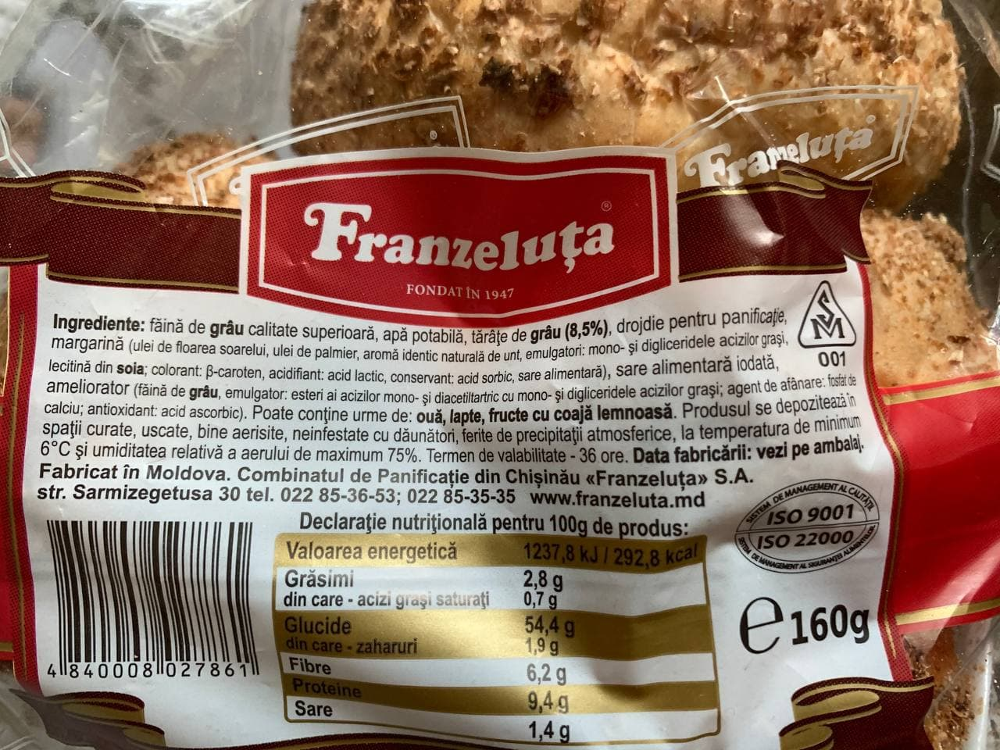 Franzeluța
Franzeluța®
FONDAT ÎN 1947
Ingrediente: făină de grâu calitate superioară, apă potabilă, tărâțe de grâu (8,5%), drojdie pentru panificație,
margarină (ulei de floarea soarelui, ulei de palmier, aromă identic naturală de unt, emulgatori: mono- și digliceridele acizilor grași,
lecitină din soia; colorant: β-caroten, acidifiant: acid lactic, conservant: acid sorbic, sare alimentară), sare alimentară iodată,
ameliorator (făină de grâu, emulgator: esteri ai acizilor mono- și diacetiltartric cu mono- și digliceridele acizilor grași; agent de afânare: fosfat de
calciu; antioxidant: acid ascorbic). Poate conține urme de: ouă, lapte, fructe cu coajă lemnoasă. Produsul se depozitează în
spații curate, uscate, bine aerisite, neinfestate cu dăunători, ferite de precipitații atmosferice, la temperatura de minimum
6°C și umiditatea relativă a aerului de maximum 75%. Termen de valabilitate - 36 ore. Data fabricării: vezi pe ambalaj.
Fabricat în Moldova. Combinatul de Panificație din Chișinău «Franzeluța» S.A.
str. Sarmizegetusa 30 tel. 022 85-36-53; 022 85-35-35 www.franzeluta.md
SM
001
Declarație nutrițională pentru 100g de produs:
Valoarea energetică 1237,8 kJ / 292,8 kcal
Grăsimi 2,8 g
din care - acizi grași saturați 0,7 g
Glucide 54,4 g
din care - zaharuri 1,9 g
Fibre 6,2 g
Proteine 9,4 g
Sare 1,4 g
4 840008 027861
SISTEM DE MANAGEMENT AL CALITĂȚII
ISO 9001
ISO 22000
SISTEM DE MANAGEMENT AL SIGURANȚEI ALIMENTELOR
e 160g